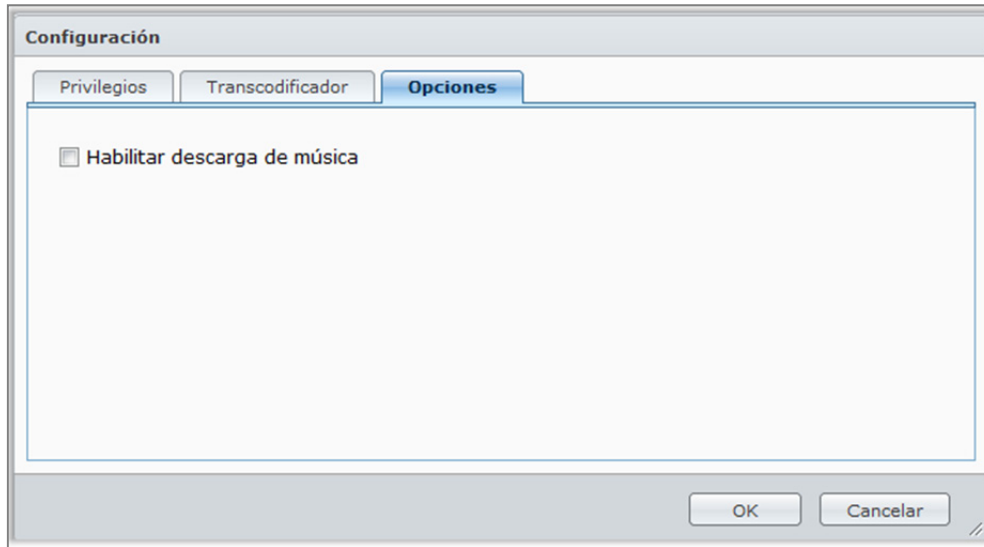 Configuración
Privilegios Transcodificador Opciones
Habilitar descarga de música
OK Cancelar